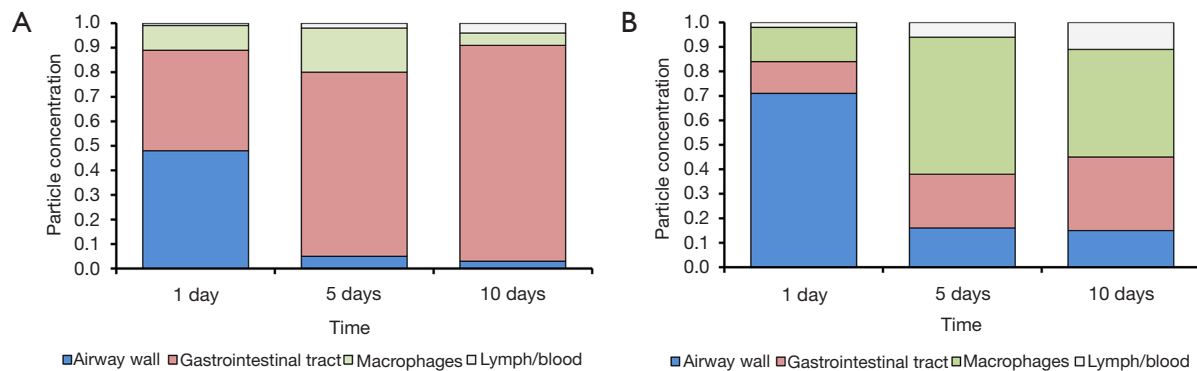 A
Particle concentration
1.0
0.9
0.8
0.7
0.6
0.5
0.4
0.3
0.2
0.1
0.0
1 day
5 days
10 days
Time
Airway wall Gastrointestinal tract Macrophages Lymph/blood
B
Particle concentration
1.0
0.9
0.8
0.7
0.6
0.5
0.4
0.3
0.2
0.1
0.0
1 day
5 days
10 days
Time
Airway wall Gastrointestinal tract Macrophages Lymph/blood